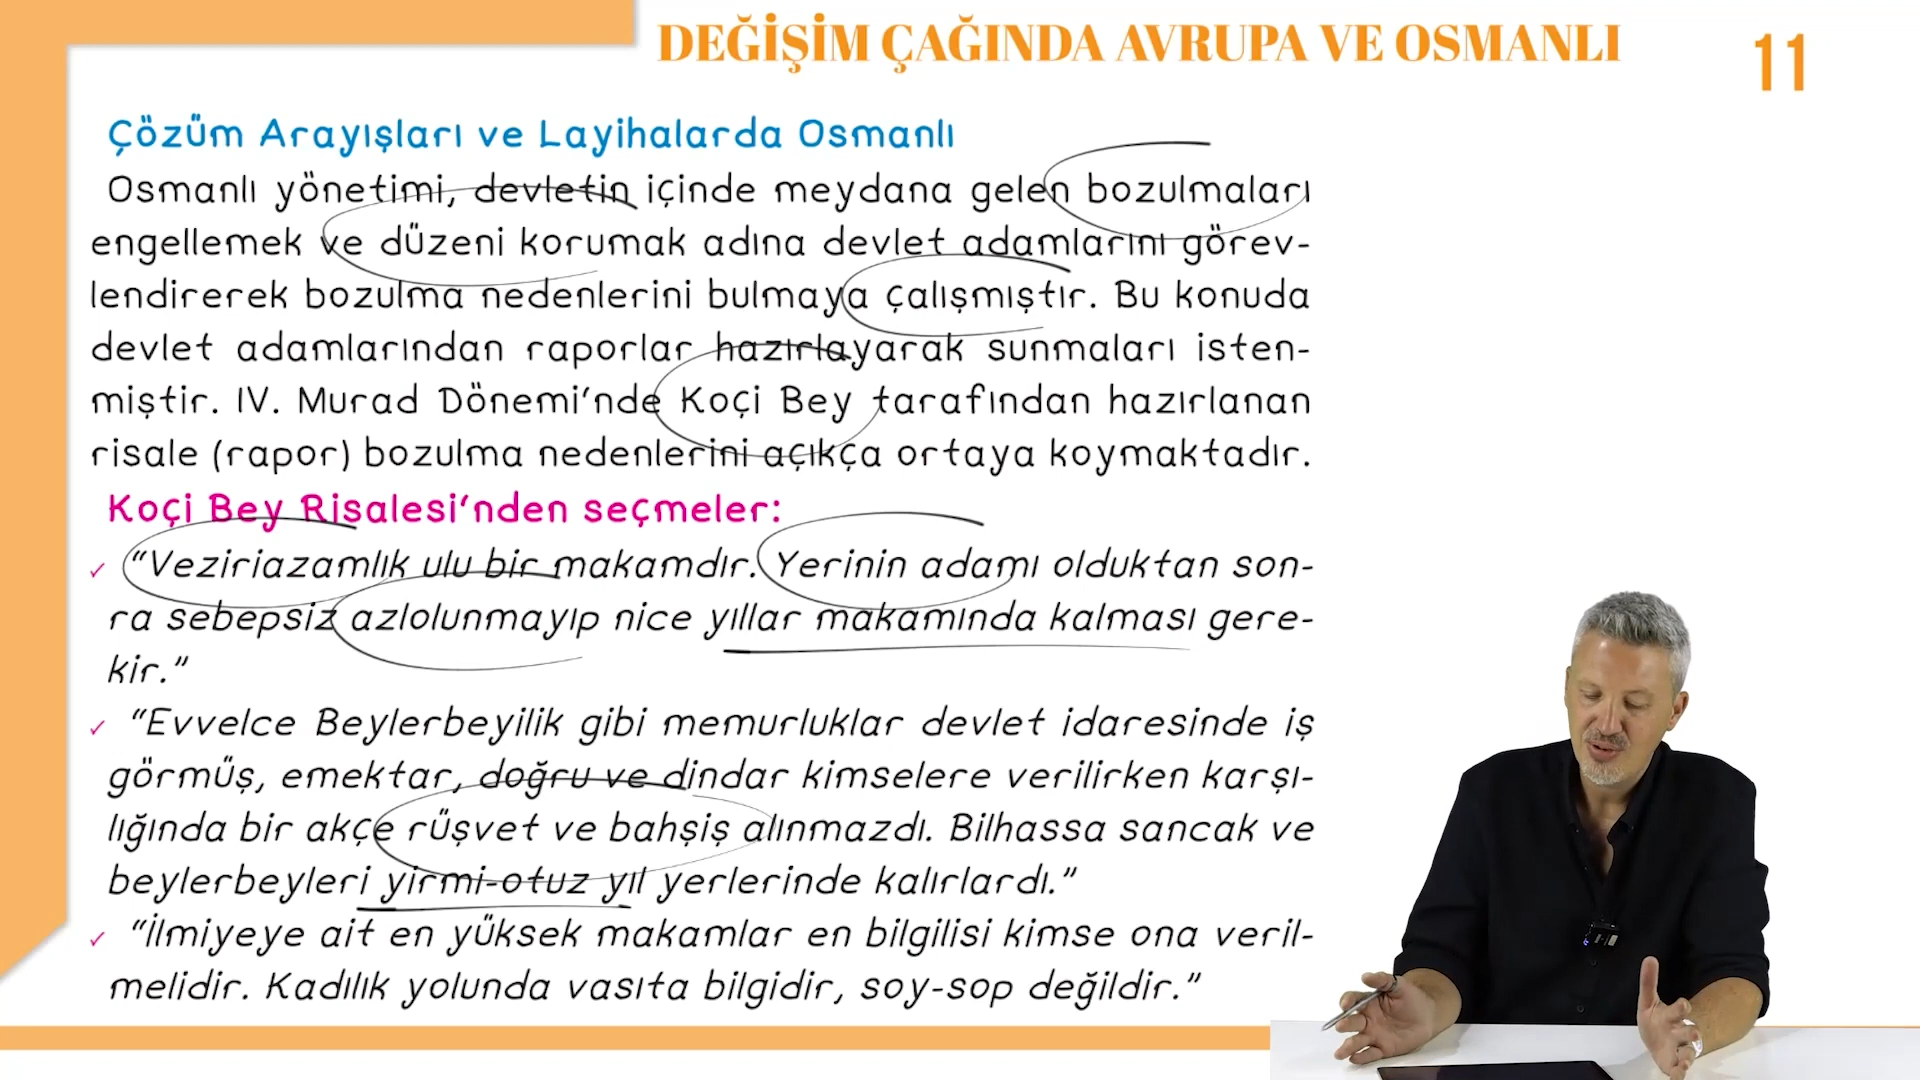 DEĞİŞİM ÇAĞINDA AVRUPA VE OSMANLI
11
Çözüm Arayışları ve Layihalarda Osmanlı
Osmanlı yönetimi, devletin içinde meydana gelen bozulmaları
engellemek ve düzeni korumak adına devlet adamlarını görev-
lendirerek bozulma nedenlerini bulmaya çalışmıştır. Bu konuda
devlet adamlarından raporlar hazırlayarak sunmaları isten-
miştir. IV. Murad Dönemi’nde Koçi Bey tarafından hazırlanan
risale (rapor) bozulma nedenlerini açıkça ortaya koymaktadır.
Koçi Bey Risalesi’nden seçmeler:
✓ “Veziriazamlık ulu bir makamdır. Yerinin adamı olduktan son-
ra sebepsiz azlolunmayıp nice yıllar makamında kalması gere-
kir.”
✓ “Evvelce Beylerbeyilik gibi memurluklar devlet idaresinde iş
görmüş, emektar, doğru ve dindar kimselere verilirken karşı-
lığında bir akçe rüşvet ve bahşiş alınmazdı. Bilhassa sancak ve
beylerbeyleri yirmi-otuz yıl yerlerinde kalırlardı.”
✓ “İlmiyeye ait en yüksek makamlar en bilgilisi kimse ona veril-
melidir. Kadılık yolunda vasıta bilgidir, soy-sop değildir.”